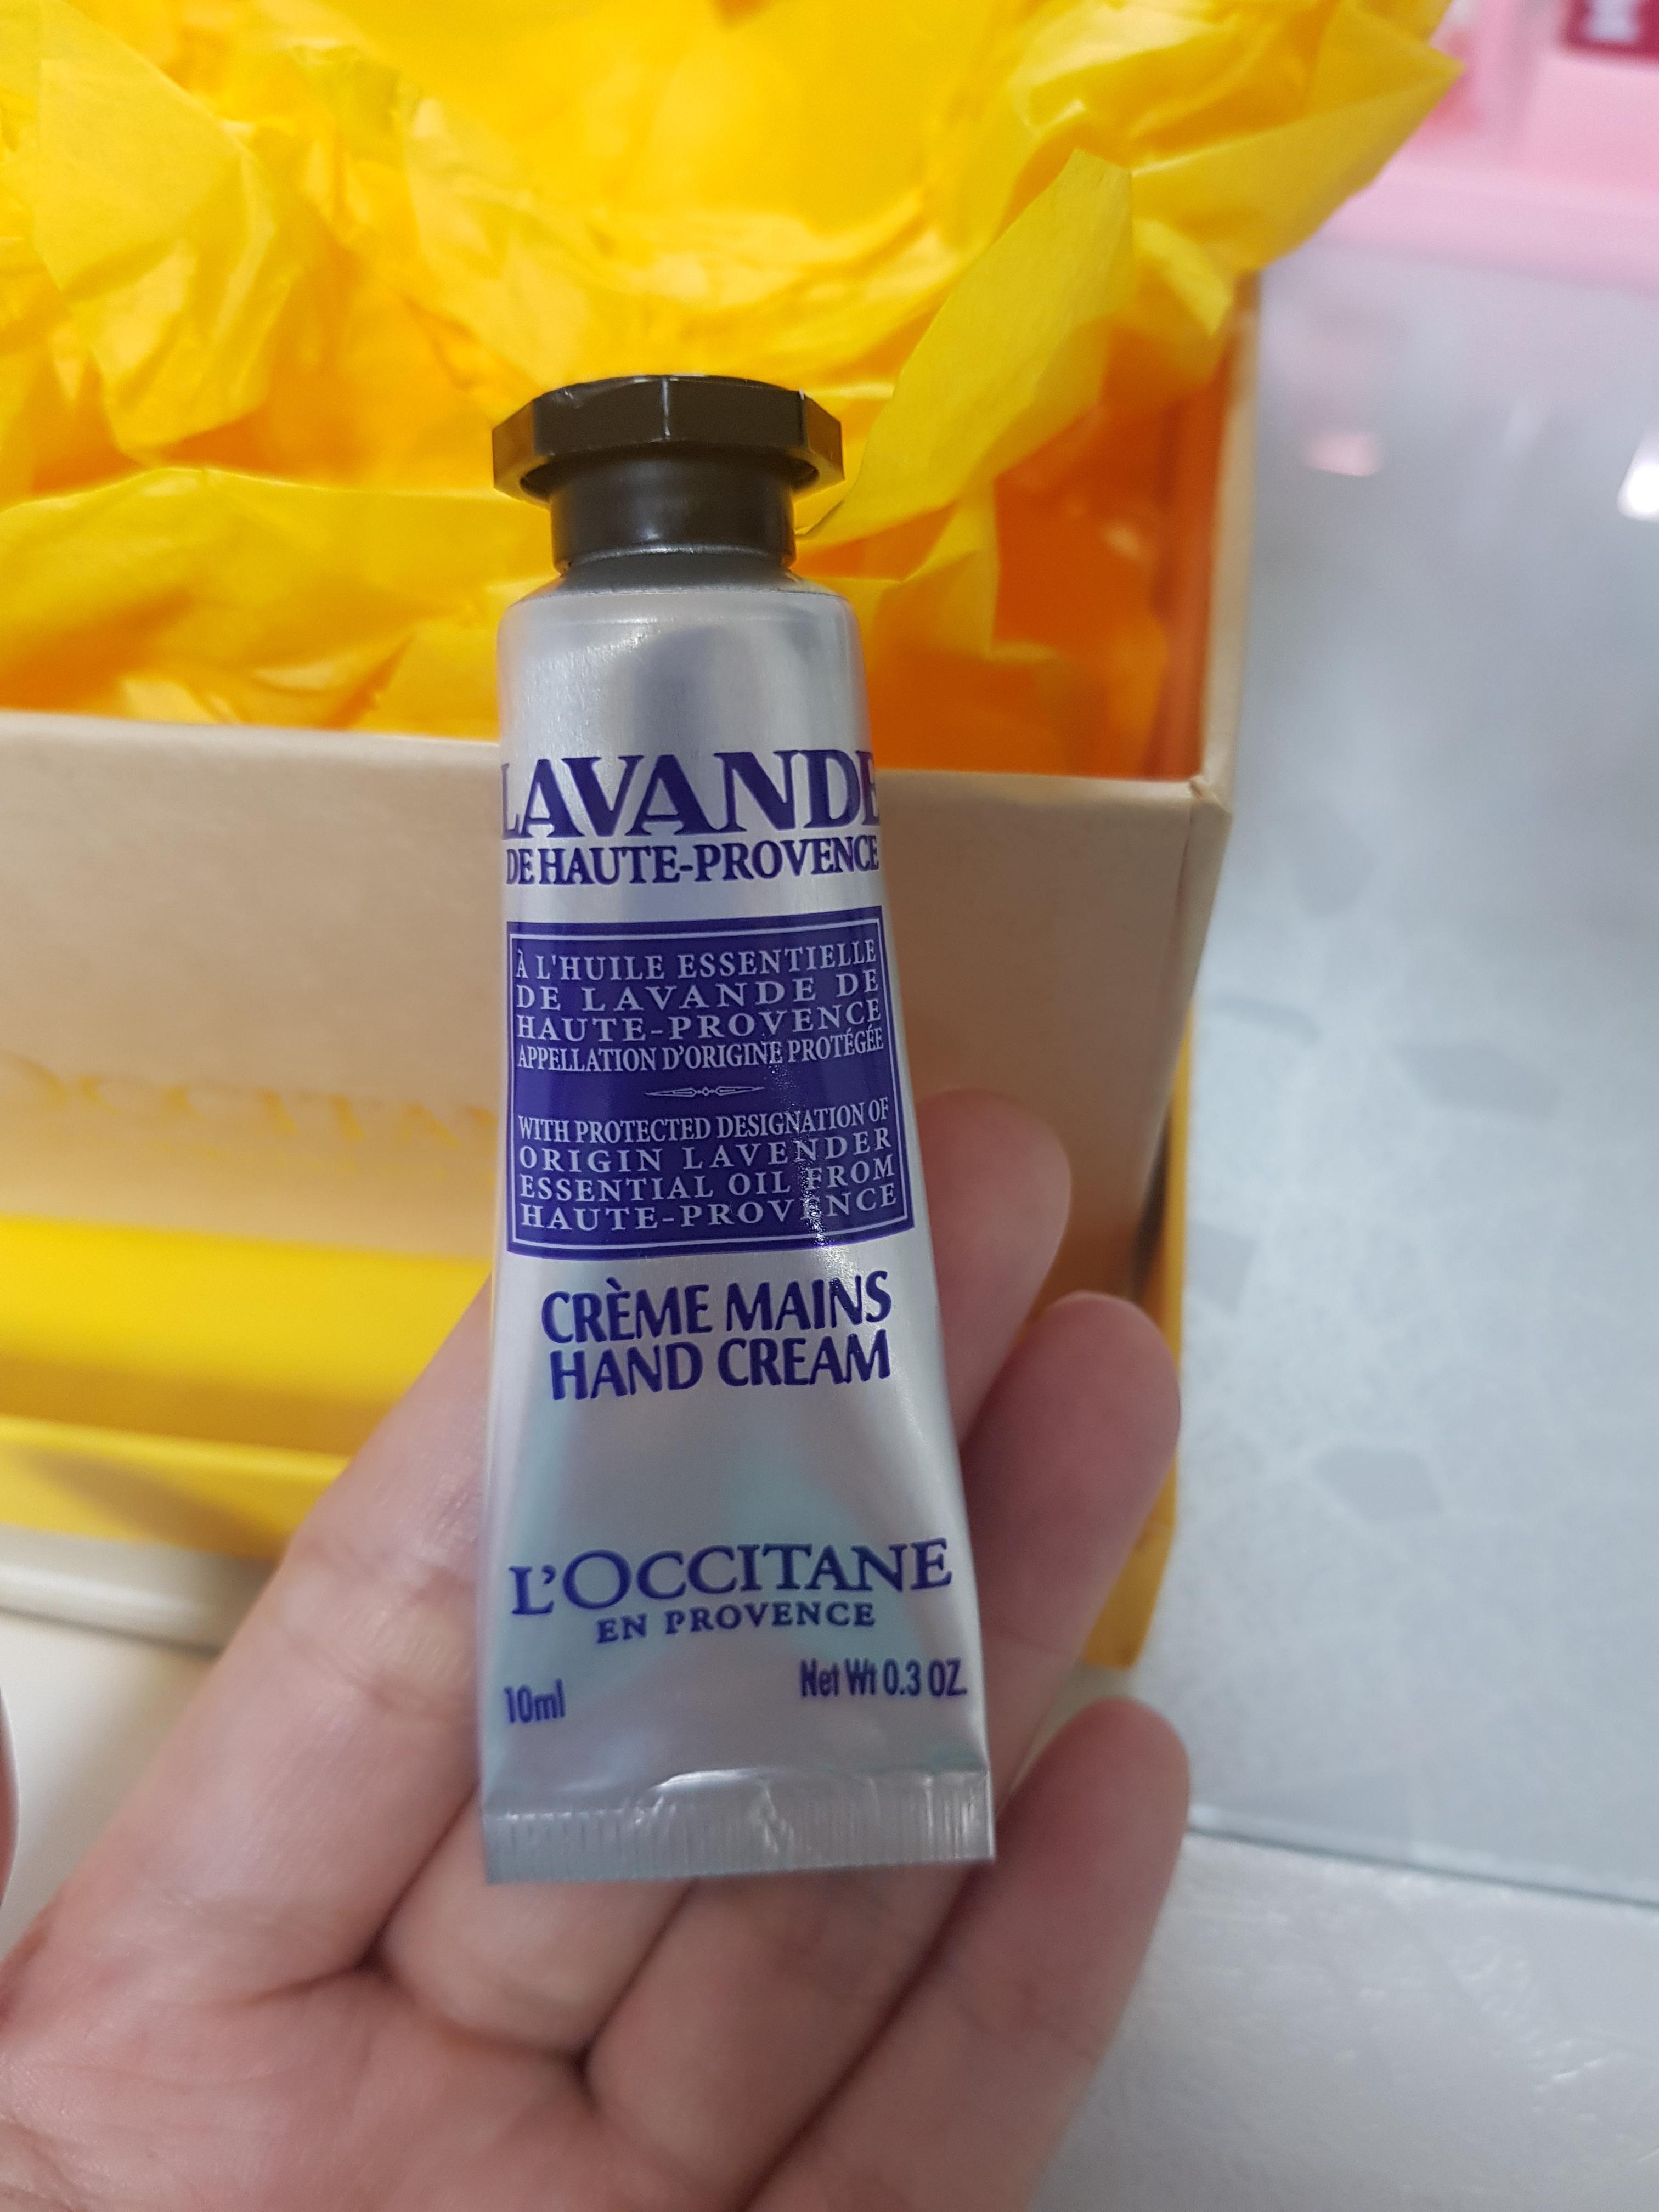 LAVANDE
DE HAUTE-PROVENCE
À L'HUILE ESSENTIELLE
DE LAVANDE DE
HAUTE-PROVENCE
APPELLATION D'ORIGINE PROTÉGÉE
WITH PROTECTED DESIGNATION OF
ORIGIN LAVENDER
ESSENTIAL OIL FROM
HAUTE-PROVENCE
CRÈME MAINS
HAND CREAM
L'OCCITANE
EN PROVENCE
10ml Net Wt 0.3 OZ.